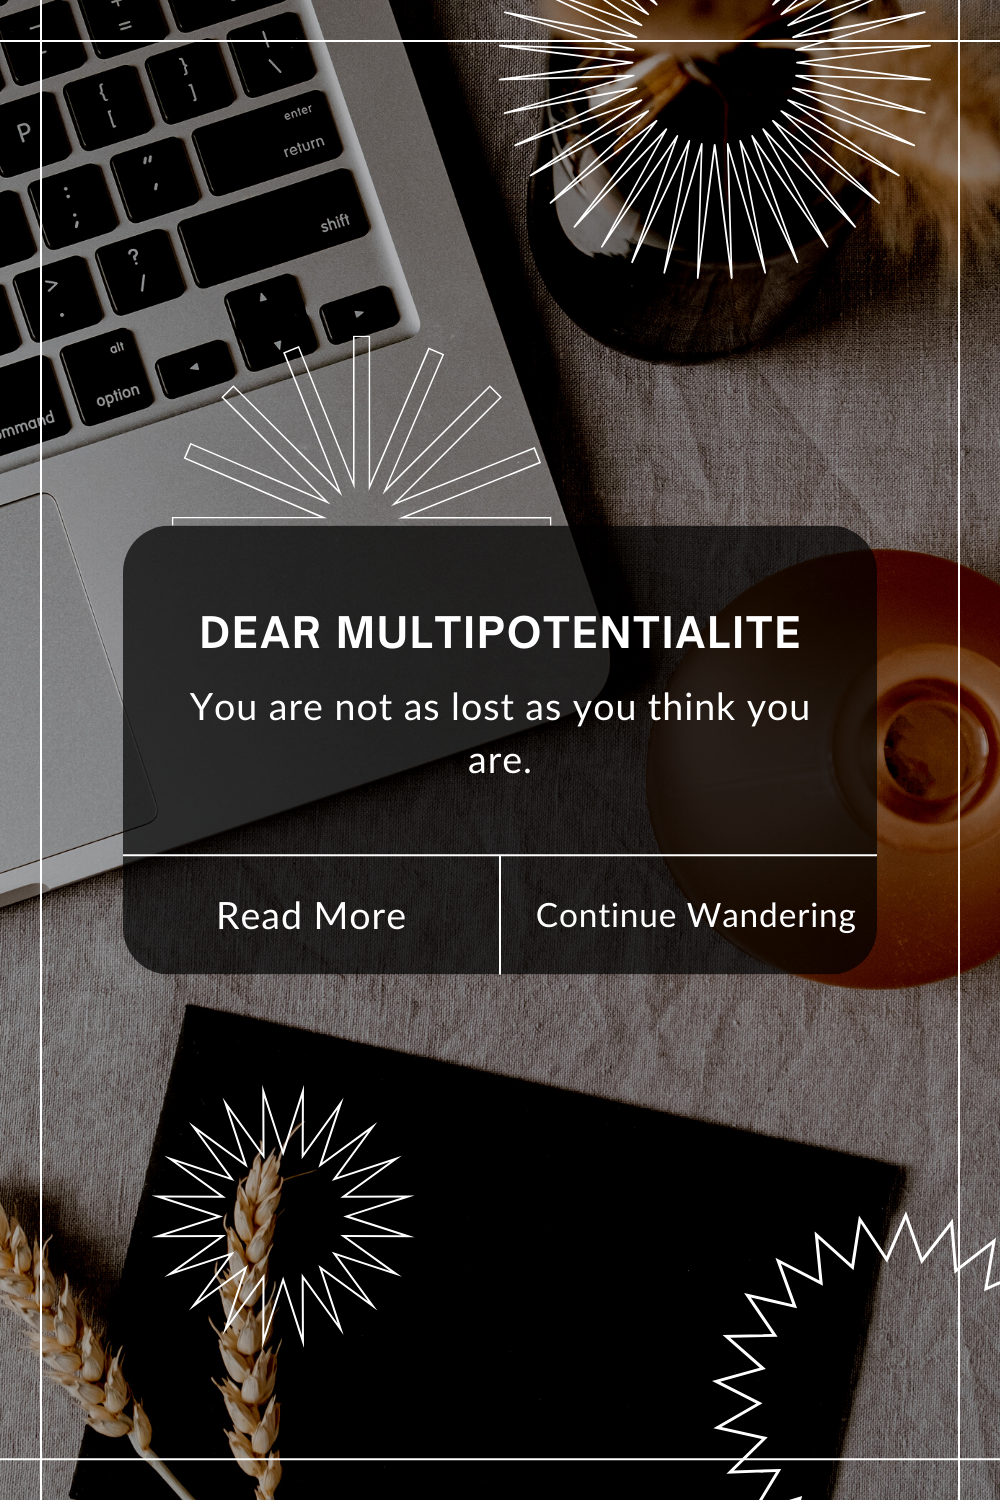 { [
} ]
| \
P
enter
return
: ;
" '
shift
> .
? /
alt
option
mmand
DEAR MULTIPOTENTIALITE
You are not as lost as you think you
are.
Read More
Continue Wandering